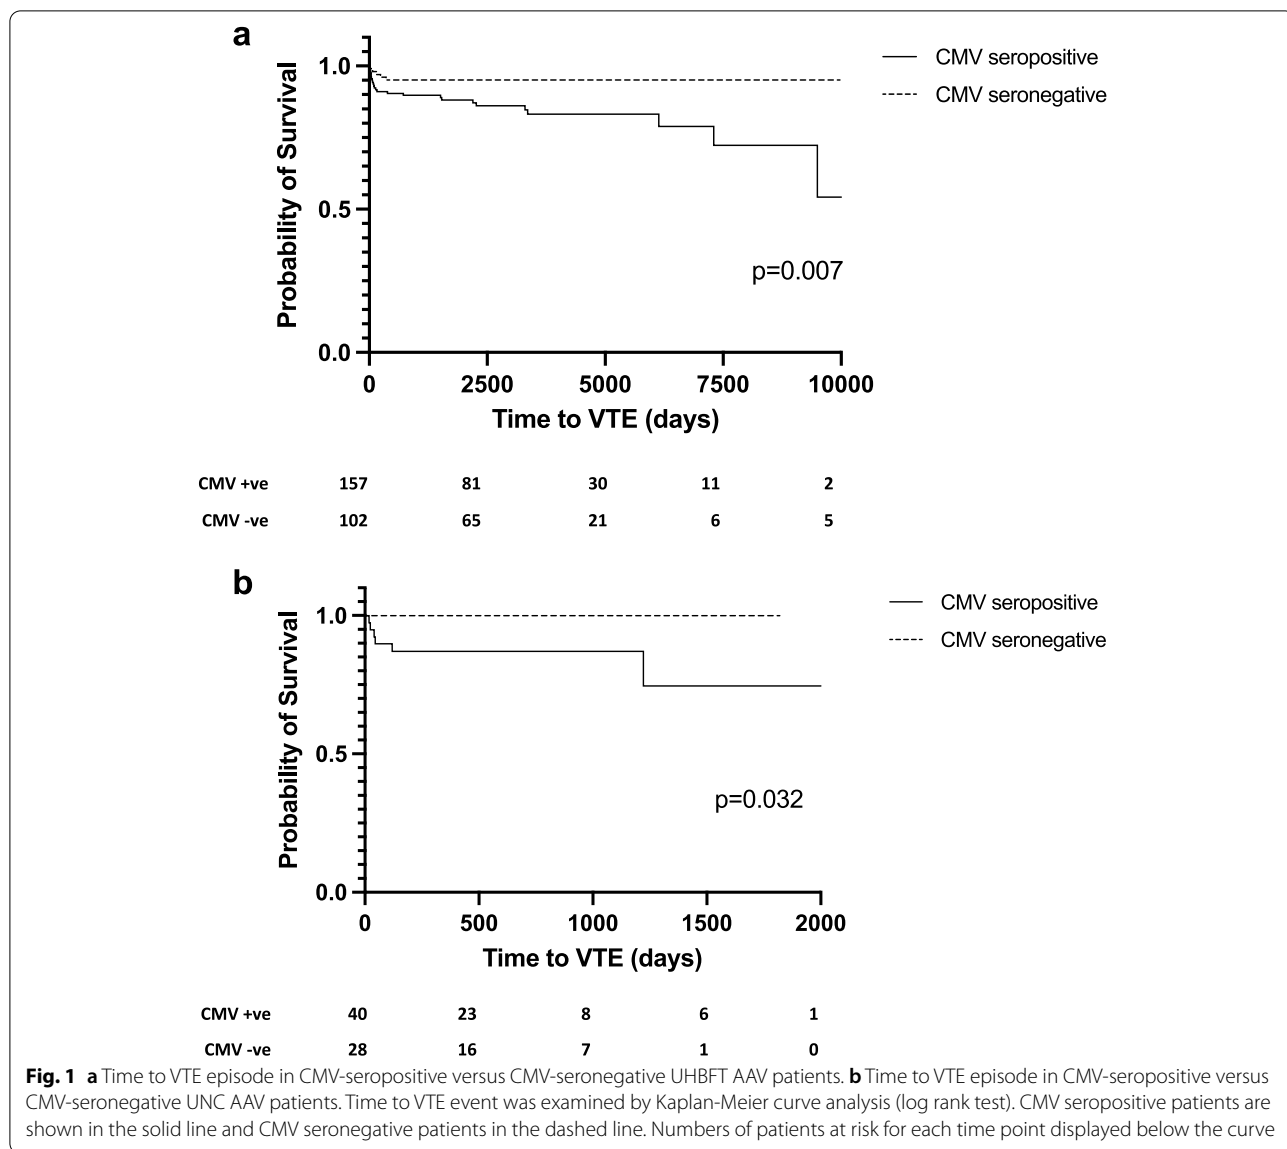 a
CMV seropositive
CMV seronegative
Probability of Survival
1.0
0.5
0.0
p=0.007
0 2500 5000 7500 10000
Time to VTE (days)
CMV +ve 157 81 30 11 2
CMV -ve 102 65 21 6 5
b
CMV seropositive
CMV seronegative
Probability of Survival
1.0
0.5
0.0
p=0.032
0 500 1000 1500 2000
Time to VTE (days)
CMV +ve 40 23 8 6 1
CMV -ve 28 16 7 1 0
Fig. 1 a Time to VTE episode in CMV-seropositive versus CMV-seronegative UHBFT AAV patients. b Time to VTE episode in CMV-seropositive versus
CMV-seronegative UNC AAV patients. Time to VTE event was examined by Kaplan-Meier curve analysis (log rank test). CMV seropositive patients are
shown in the solid line and CMV seronegative patients in the dashed line. Numbers of patients at risk for each time point displayed below the curve